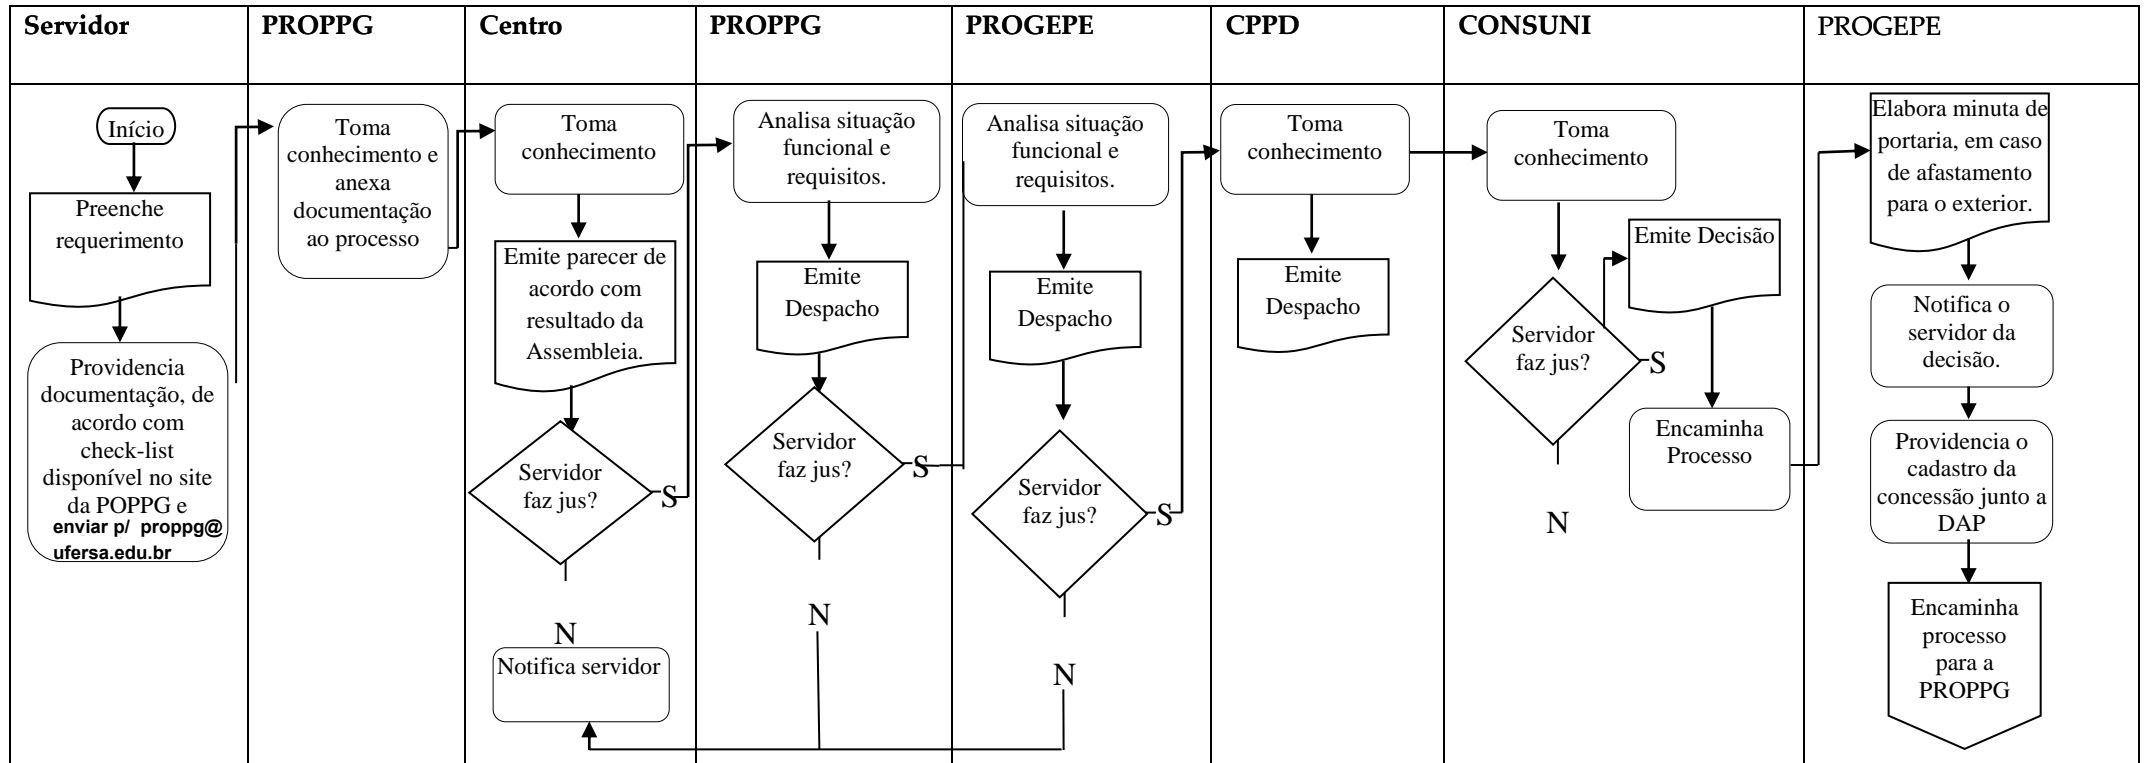 Servidor
PROPPG
Centro
PROPPG
PROGEPE
CPPD
CONSUNI
PROGEPE
Início
Preenche
requerimento
Providencia
documentação, de
acordo com
check-list
disponível no site
da POPPG e
enviar p/ proppg@
ufersa.edu.br
Toma
conhecimento e
anexa
documentação
ao processo
Toma
conhecimento
Emite parecer de
acordo com
resultado da
Assembleia.
Servidor
faz jus?
S
N
Notifica servidor
Analisa situação
funcional e
requisitos.
Emite
Despacho
Servidor
faz jus?
S
N
Analisa situação
funcional e
requisitos.
Emite
Despacho
Servidor
faz jus?
S
N
Toma
conhecimento
Emite
Despacho
Toma
conhecimento
Servidor
faz jus?
S
N
Emite Decisão
Encaminha
Processo
Elabora minuta de
portaria, em caso
de afastamento
para o exterior.
Notifica o
servidor da
decisão.
Providencia o
cadastro da
concessão junto a
DAP
Encaminha
processo
para a
PROPPG